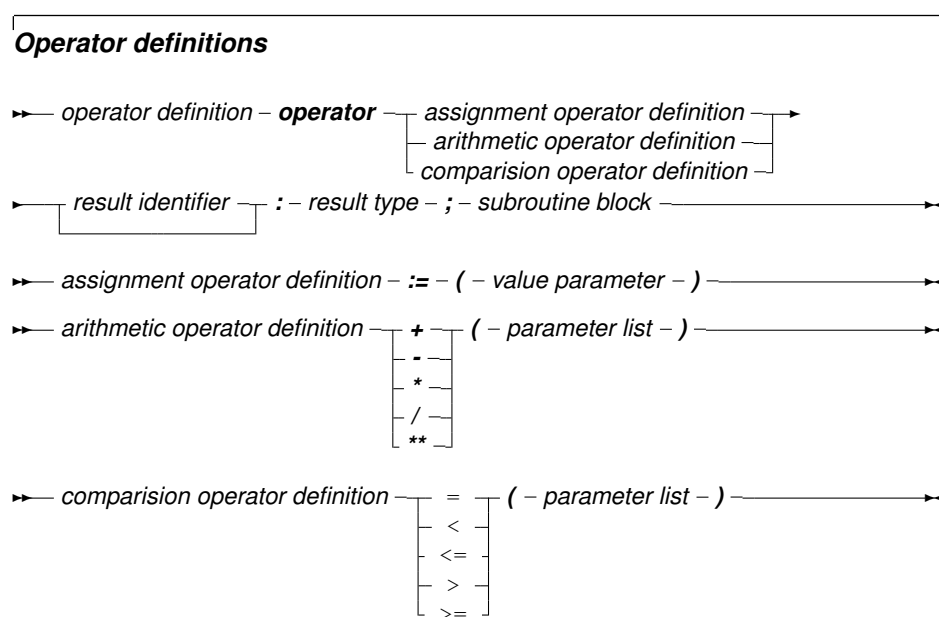 Operator definitions
operator definition – operator – assignment operator definition
arithmetic operator definition
comparision operator definition
result identifier : – result type – ; – subroutine block
assignment operator definition – := – ( – value parameter – )
arithmetic operator definition + ( – parameter list – )
-
*
/
**
comparision operator definition = ( – parameter list – )
<
<=
>
>=